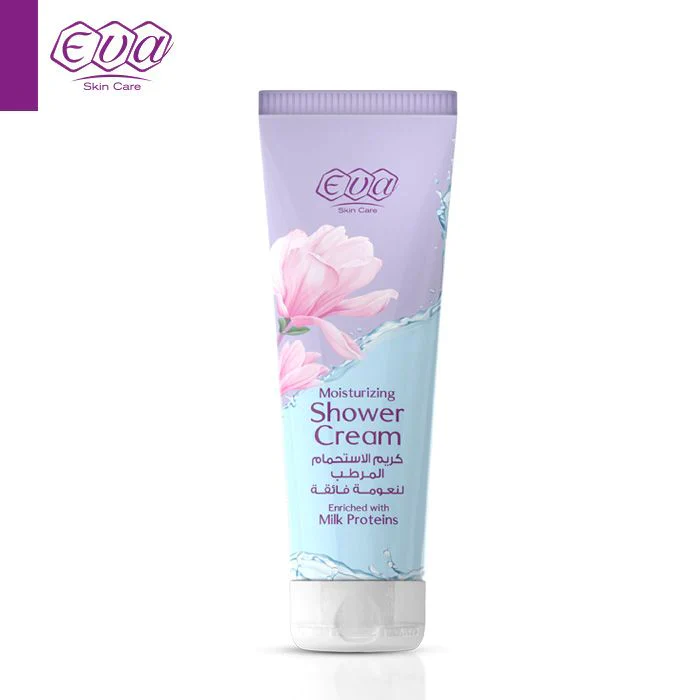 Eva
Skin Care
Eva
Skin Care
Moisturizing
Shower
Cream
كريم الاستحمام
المرطب
لنعومة فائقة
Enriched with
Milk Proteins